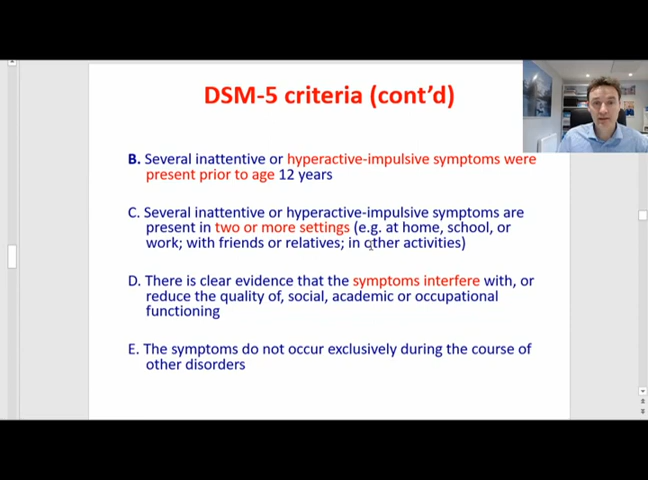 DSM-5 criteria (cont'd)
B. Several inattentive or hyperactive-impulsive symptoms were
present prior to age 12 years
C. Several inattentive or hyperactive-impulsive symptoms are
present in two or more settings (e.g. at home, school, or
work; with friends or relatives; in other activities)
D. There is clear evidence that the symptoms interfere with, or
reduce the quality of, social, academic or occupational
functioning
E. The symptoms do not occur exclusively during the course of
other disorders